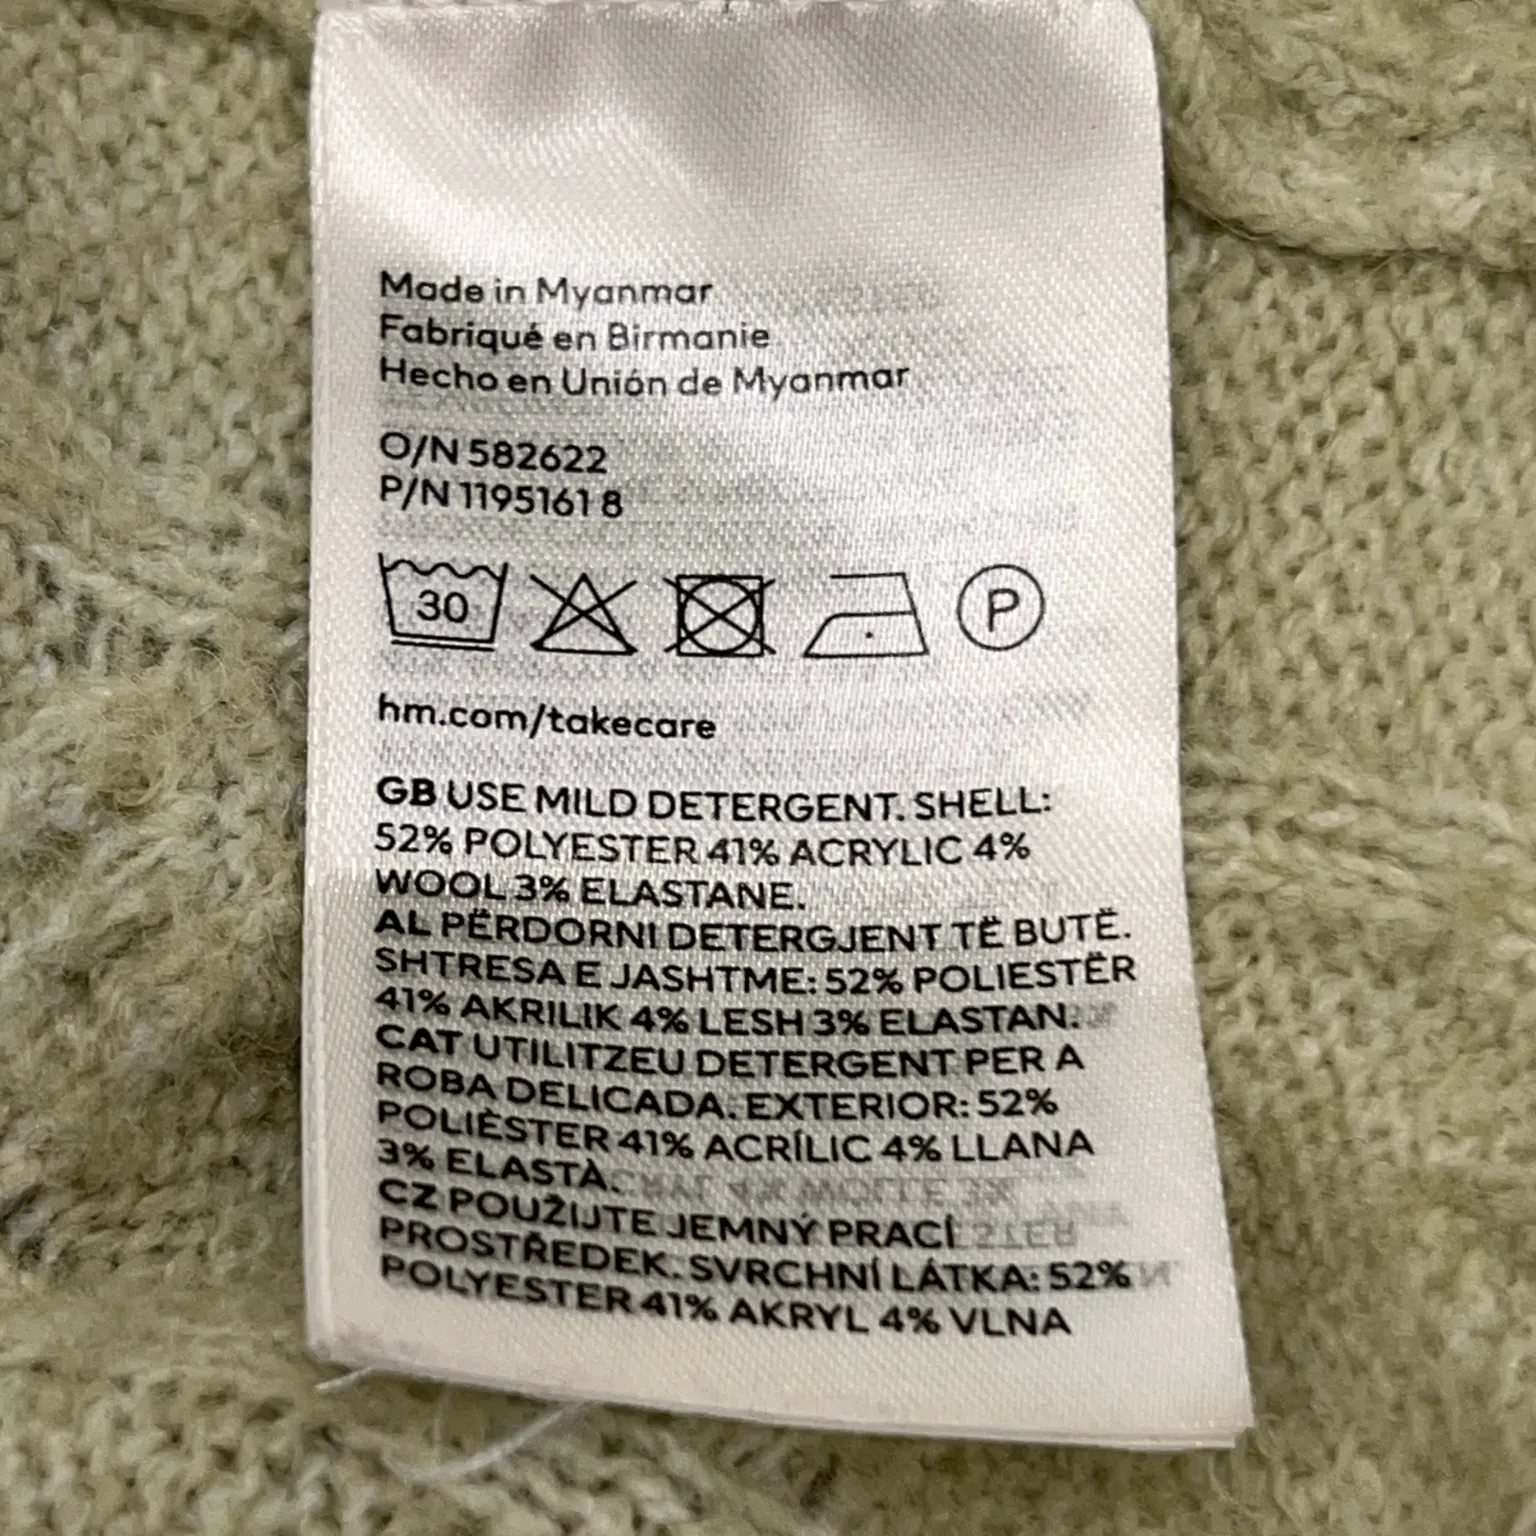 Made in Myanmar
Fabriqué en Birmanie
Hecho en Unión de Myanmar
O/N 582622
P/N 1195161 8
30
P
hm.com/takecare
GB USE MILD DETERGENT. SHELL:
52% POLYESTER 41% ACRYLIC 4%
WOOL 3% ELASTANE.
AL PËRDORNI DETERGJENT TË BUTË.
SHTRESA E JASHTME: 52% POLIESTËR
41% AKRILIK 4% LESH 3% ELASTAN.
CAT UTILITZEU DETERGENT PER A
ROBA DELICADA. EXTERIOR: 52%
POLIÈSTER 41% ACRÍLIC 4% LLANA
3% ELASTÀ.
CZ POUŽIJTE JEMNÝ PRACÍ
PROSTŘEDEK. SVRCHNÍ LÁTKA: 52%
POLYESTER 41% AKRYL 4% VLNA